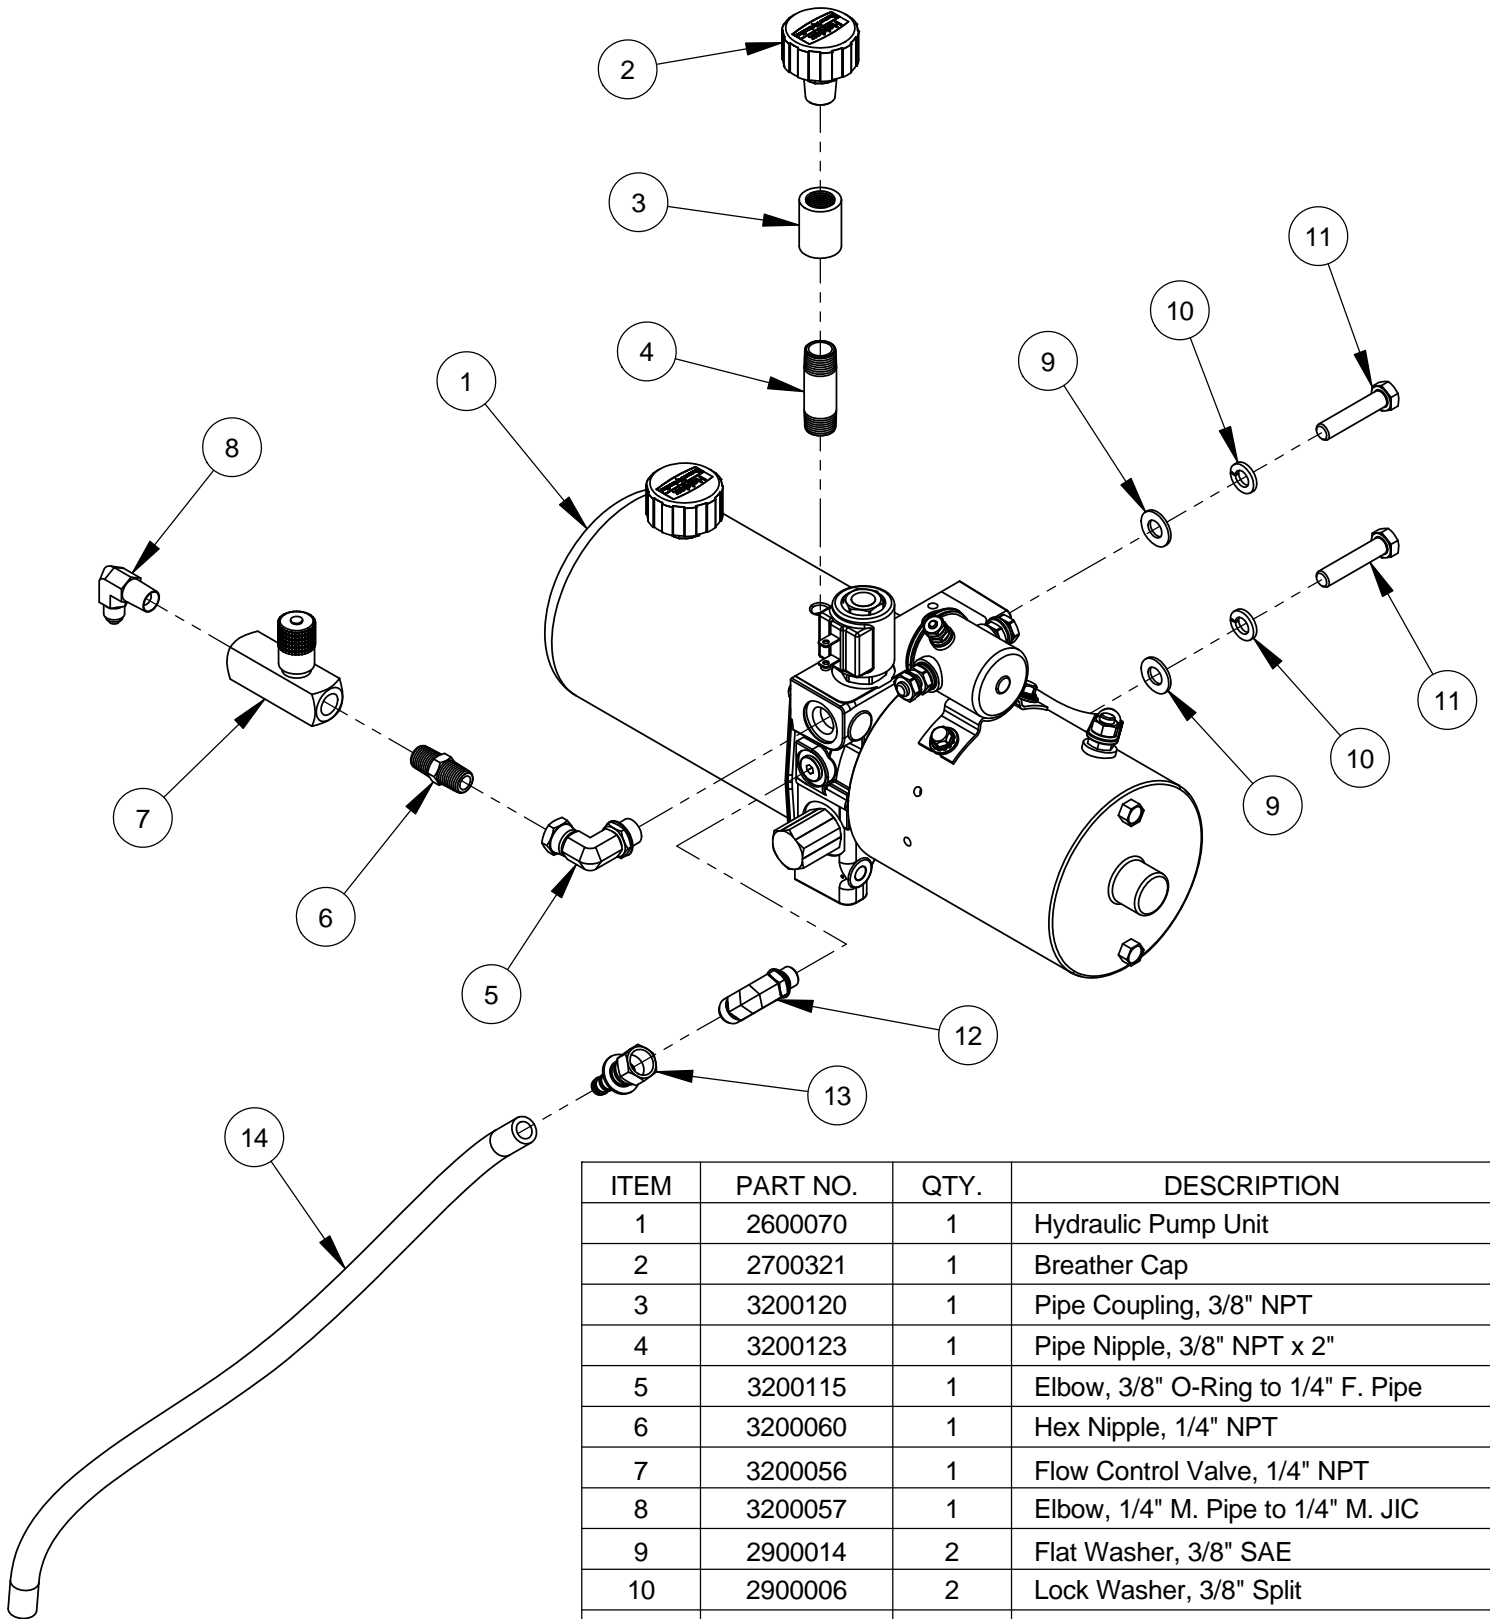 2
3
11
10
4
9
1
8
11
10
9
7
6
5
12
13
14
ITEM PART NO. QTY. DESCRIPTION
1 2600070 1 Hydraulic Pump Unit
2 2700321 1 Breather Cap
3 3200120 1 Pipe Coupling, 3/8" NPT
4 3200123 1 Pipe Nipple, 3/8" NPT x 2"
5 3200115 1 Elbow, 3/8" O-Ring to 1/4" F. Pipe
6 3200060 1 Hex Nipple, 1/4" NPT
7 3200056 1 Flow Control Valve, 1/4" NPT
8 3200057 1 Elbow, 1/4" M. Pipe to 1/4" M. JIC
9 2900014 2 Flat Washer, 3/8" SAE
10 2900006 2 Lock Washer, 3/8" Split